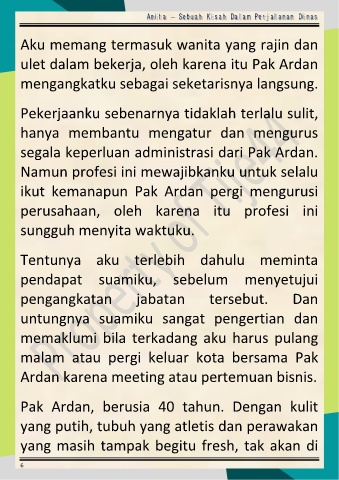 Anita – Sebuah Kisah Dalam Perjalanan Dinas
Aku memang termasuk wanita yang rajin dan
ulet dalam bekerja, oleh karena itu Pak Ardan
mengangkatku sebagai seketarisnya langsung.
Pekerjaanku sebenarnya tidaklah terlalu sulit,
hanya membantu mengatur dan mengurus
segala keperluan administrasi dari Pak Ardan.
Namun profesi ini mewajibkanku untuk selalu
ikut kemanapun Pak Ardan pergi mengurusi
perusahaan, oleh karena itu profesi ini
sungguh menyita waktuku.
Tentunya aku terlebih dahulu meminta
pendapat suamiku, sebelum menyetujui
pengangkatan jabatan tersebut. Dan
untungnya suamiku sangat pengertian dan
memaklumi bila terkadang aku harus pulang
malam atau pergi keluar kota bersama Pak
Ardan karena meeting atau pertemuan bisnis.
Pak Ardan, berusia 40 tahun. Dengan kulit
yang putih, tubuh yang atletis dan perawakan
yang masih tampak begitu fresh, tak akan di
6